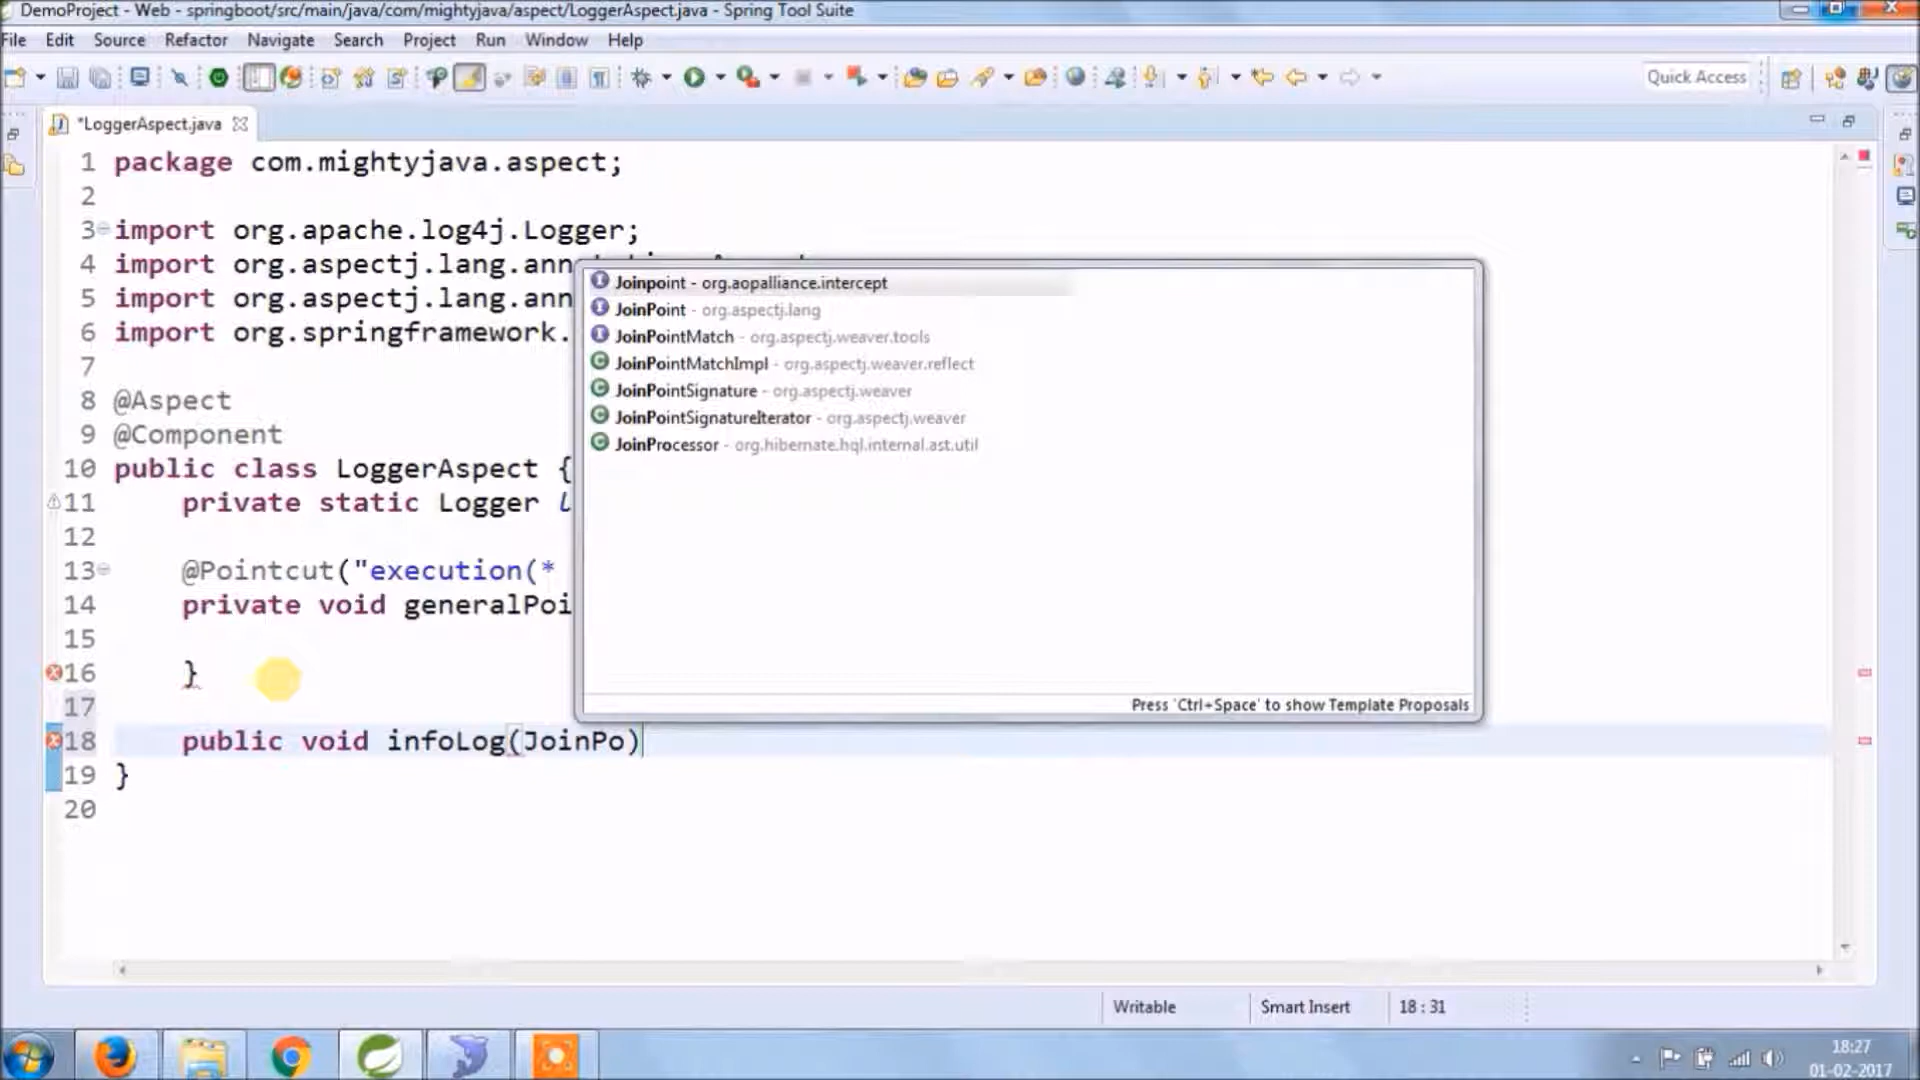 DemoProject - Web - springboot/src/main/java/com/mightyjava/aspect/LoggerAspect.java - Spring Tool Suite
File Edit Source Refactor Navigate Search Project Run Window Help
Quick Access
*LoggerAspect.java
1 package com.mightyjava.aspect;
2
3 import org.apache.log4j.Logger;
4 import org.aspectj.lang.ann
5 import org.aspectj.lang.ann
6 import org.springframework.
7
8 @Aspect
9 @Component
10 public class LoggerAspect {
11 private static Logger
12
13 @Pointcut("execution(*
14 private void generalPoi
15
16 }
17
18 public void infoLog(JoinPo)
19 }
20
Joinpoint - org.aopalliance.intercept
JoinPoint - org.aspectj.lang
JoinPointMatch - org.aspectj.weaver.tools
JoinPointMatchImpl - org.aspectj.weaver.reflect
JoinPointSignature - org.aspectj.weaver
JoinPointSignatureIterator - org.aspectj.weaver
JoinProcessor - org.hibernate.hql.internal.ast.util
Press 'Ctrl+Space' to show Template Proposals
Writable Smart Insert 18 : 31
18:27
01-02-2017